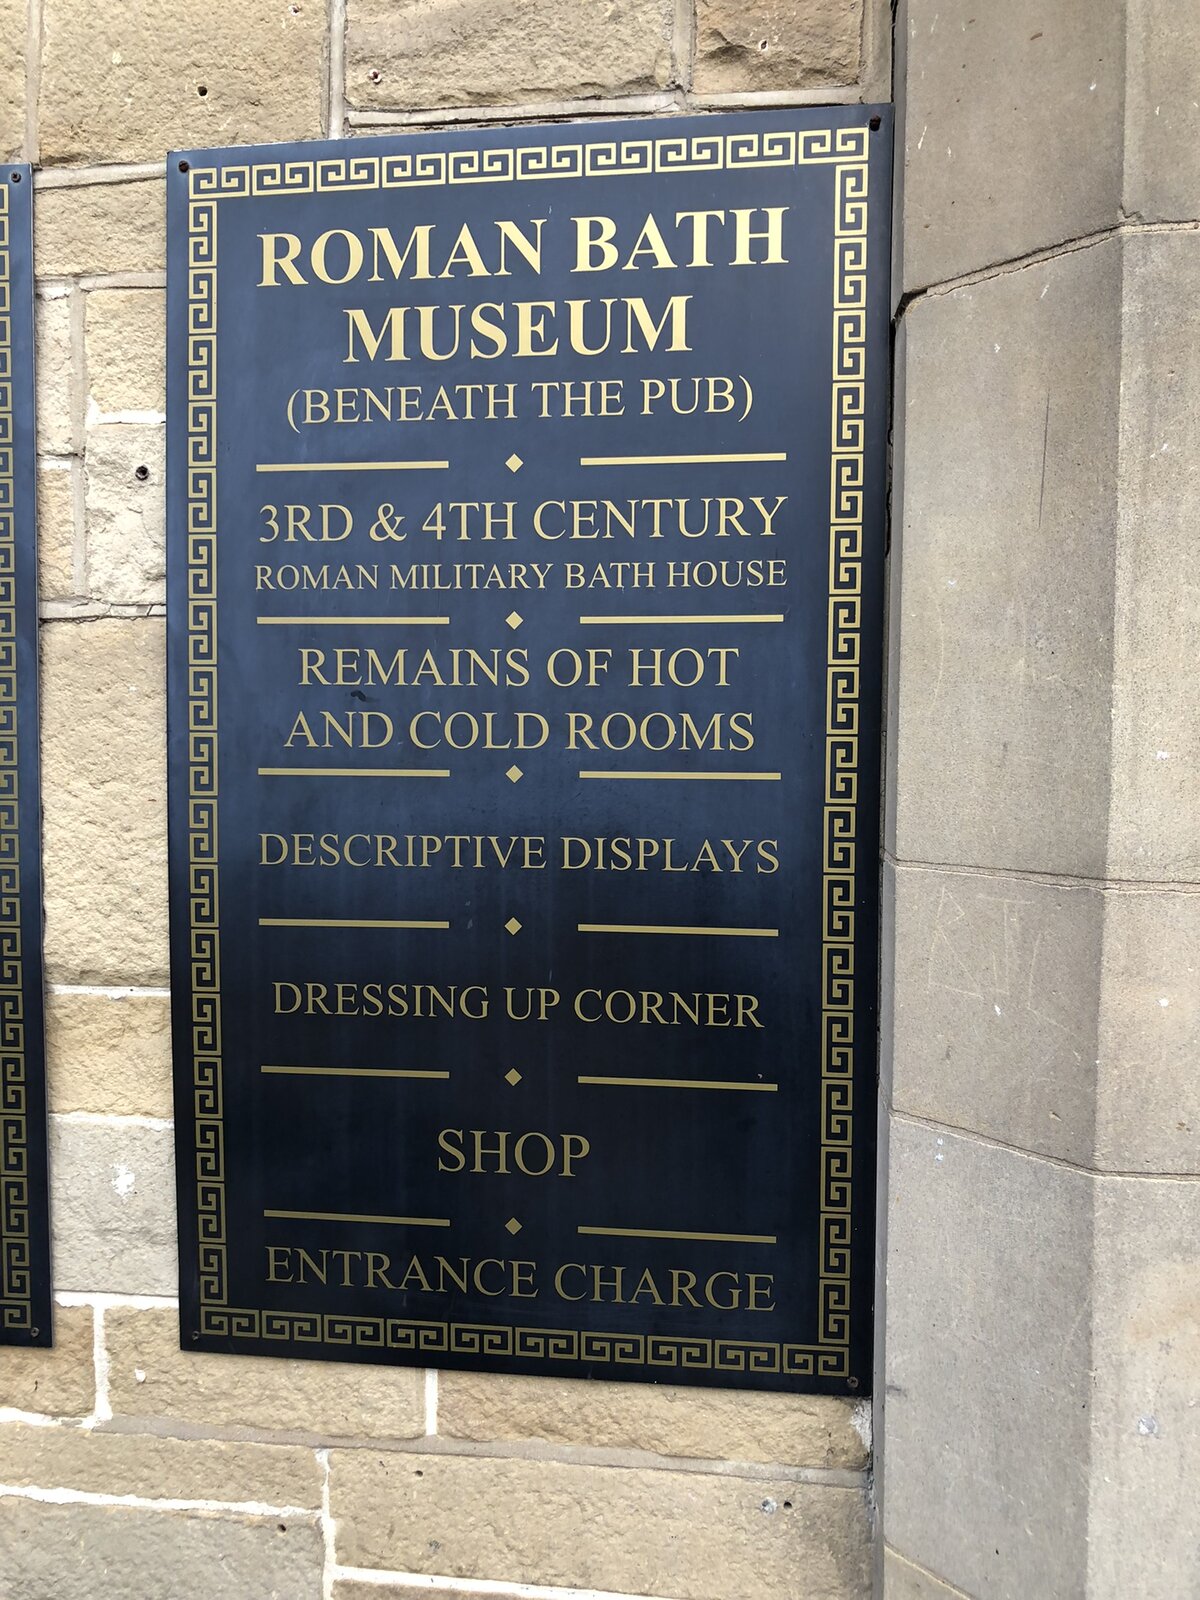 ROMAN BATH
MUSEUM
(BENEATH THE PUB)
3RD & 4TH CENTURY
ROMAN MILITARY BATH HOUSE
REMAINS OF HOT
AND COLD ROOMS
DESCRIPTIVE DISPLAYS
DRESSING UP CORNER
SHOP
ENTRANCE CHARGE